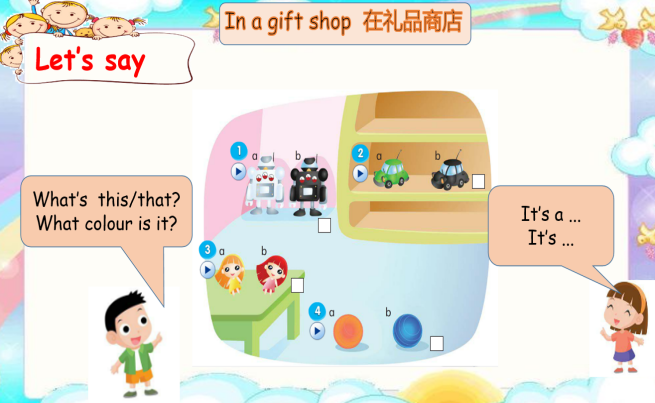 In a gift shop 在礼品商店
Let's say
1 a b
2 a b
What's this/that?
What colour is it?
It's a ...
It's ...
3 a b
4 a b